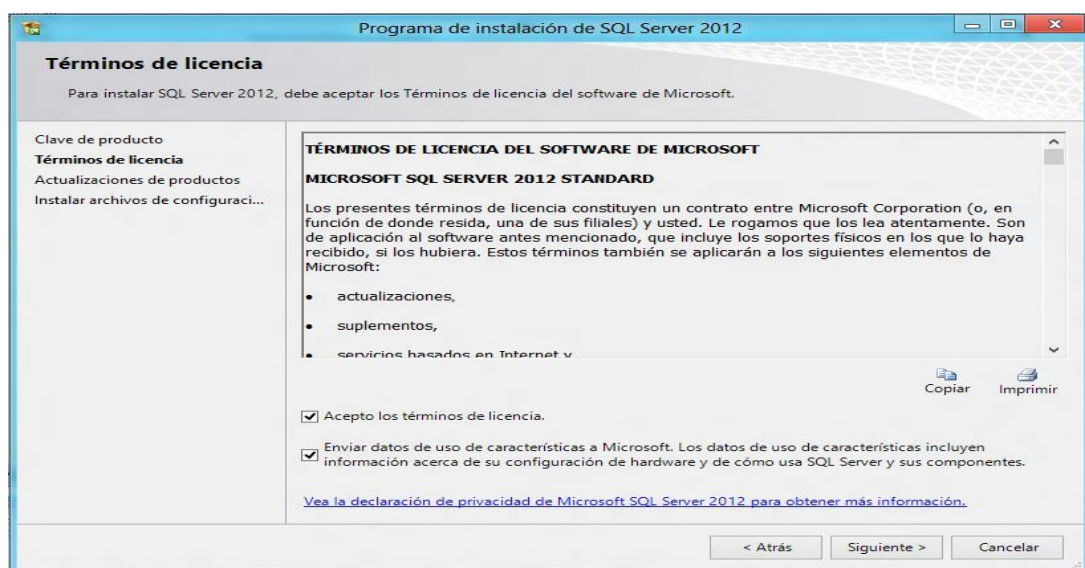 Programa de instalación de SQL Server 2012
Términos de licencia
Para instalar SQL Server 2012, debe aceptar los Términos de licencia del software de Microsoft.
Clave de producto
Términos de licencia
Actualizaciones de productos
Instalar archivos de configuraci...
TÉRMINOS DE LICENCIA DEL SOFTWARE DE MICROSOFT
MICROSOFT SQL SERVER 2012 STANDARD
Los presentes términos de licencia constituyen un contrato entre Microsoft Corporation (o, en
función de donde resida, una de sus filiales) y usted. Le rogamos que los lea atentamente. Son
de aplicación al software antes mencionado, que incluye los soportes físicos en los que lo haya
recibido, si los hubiera. Estos términos también se aplicarán a los siguientes elementos de
Microsoft:
• actualizaciones,
• suplementos,
• servicios basados en Internet y
Copiar Imprimir
Acepto los términos de licencia.
Enviar datos de uso de características a Microsoft. Los datos de uso de características incluyen
información acerca de su configuración de hardware y de cómo usa SQL Server y sus componentes.
Vea la declaración de privacidad de Microsoft SQL Server 2012 para obtener más información.
< Atrás Siguiente > Cancelar